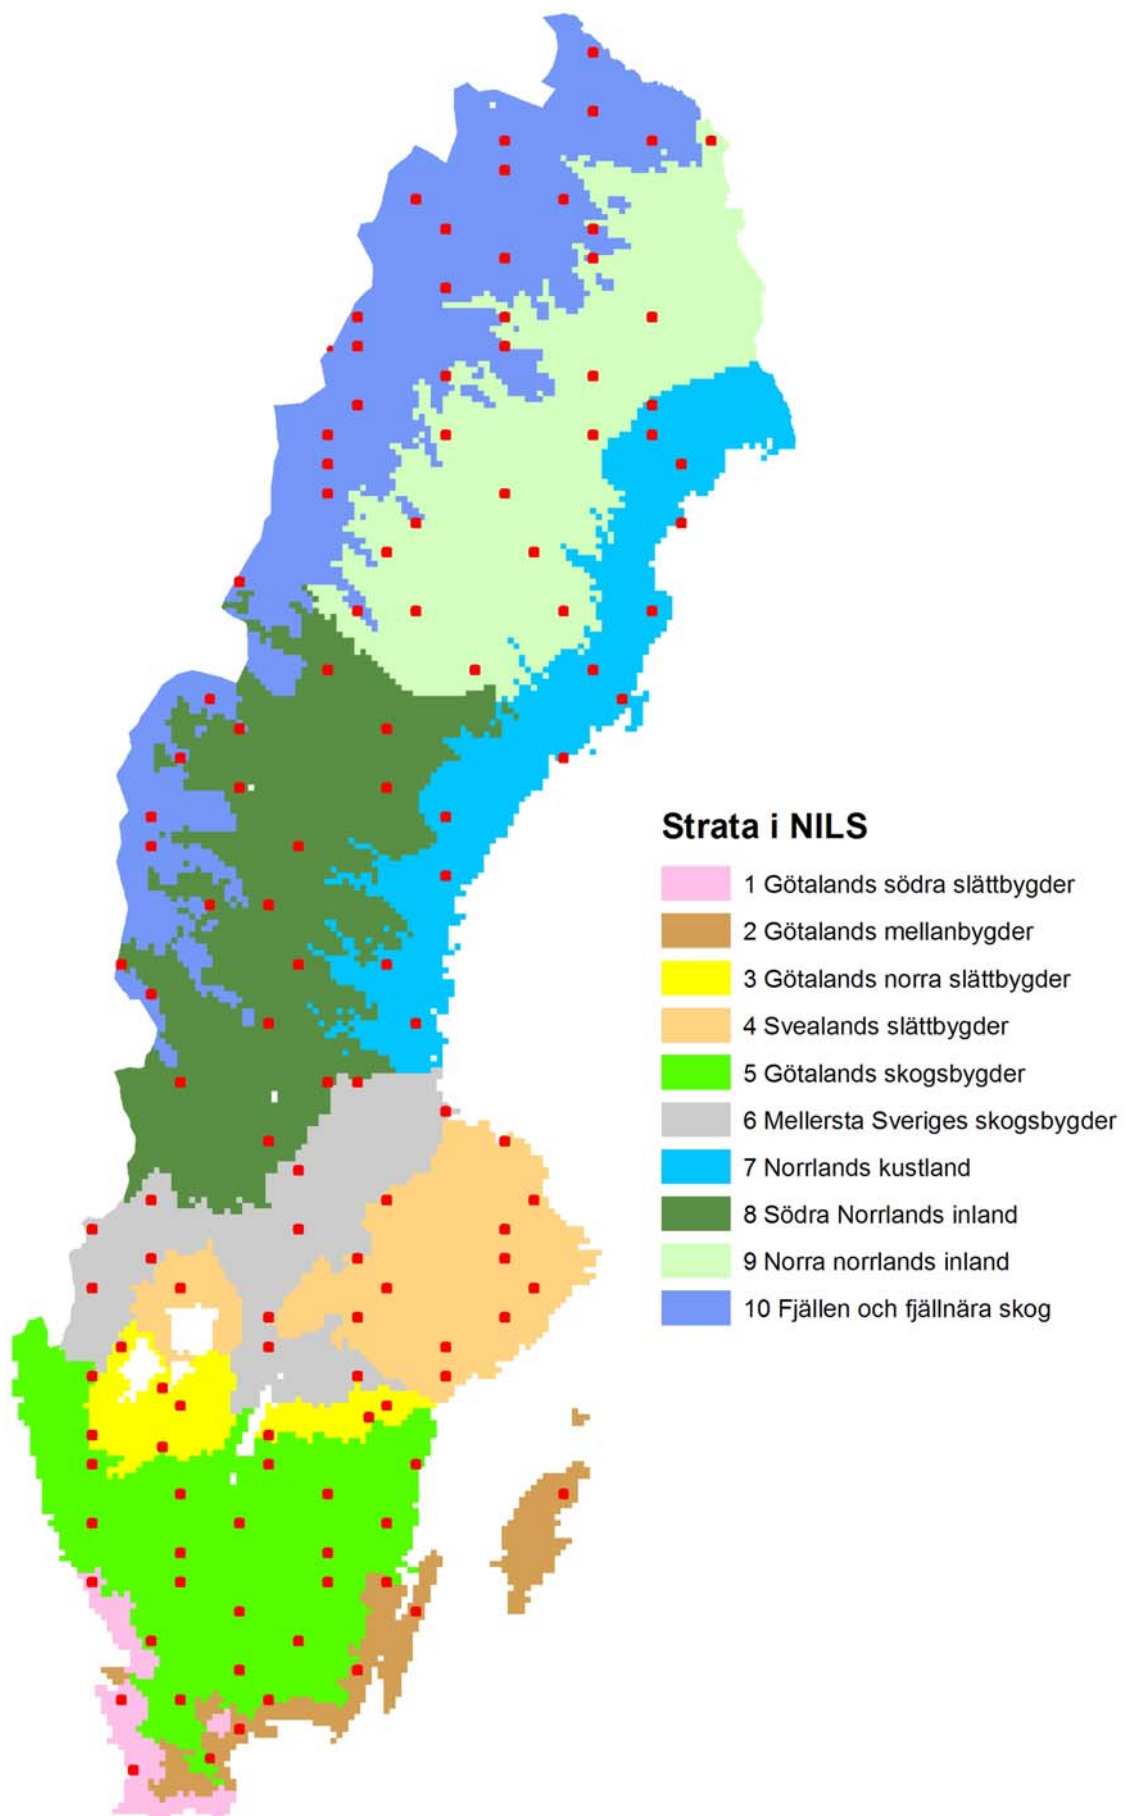 Strata i NILS
1 Götalands södra slättbygder
2 Götalands mellanbygder
3 Götalands norra slättbygder
4 Svealands slättbygder
5 Götalands skogsbygder
6 Mellersta Sveriges skogsbygder
7 Norrlands kustland
8 Södra Norrlands inland
9 Norra norrlands inland
10 Fjällen och fjällnära skog